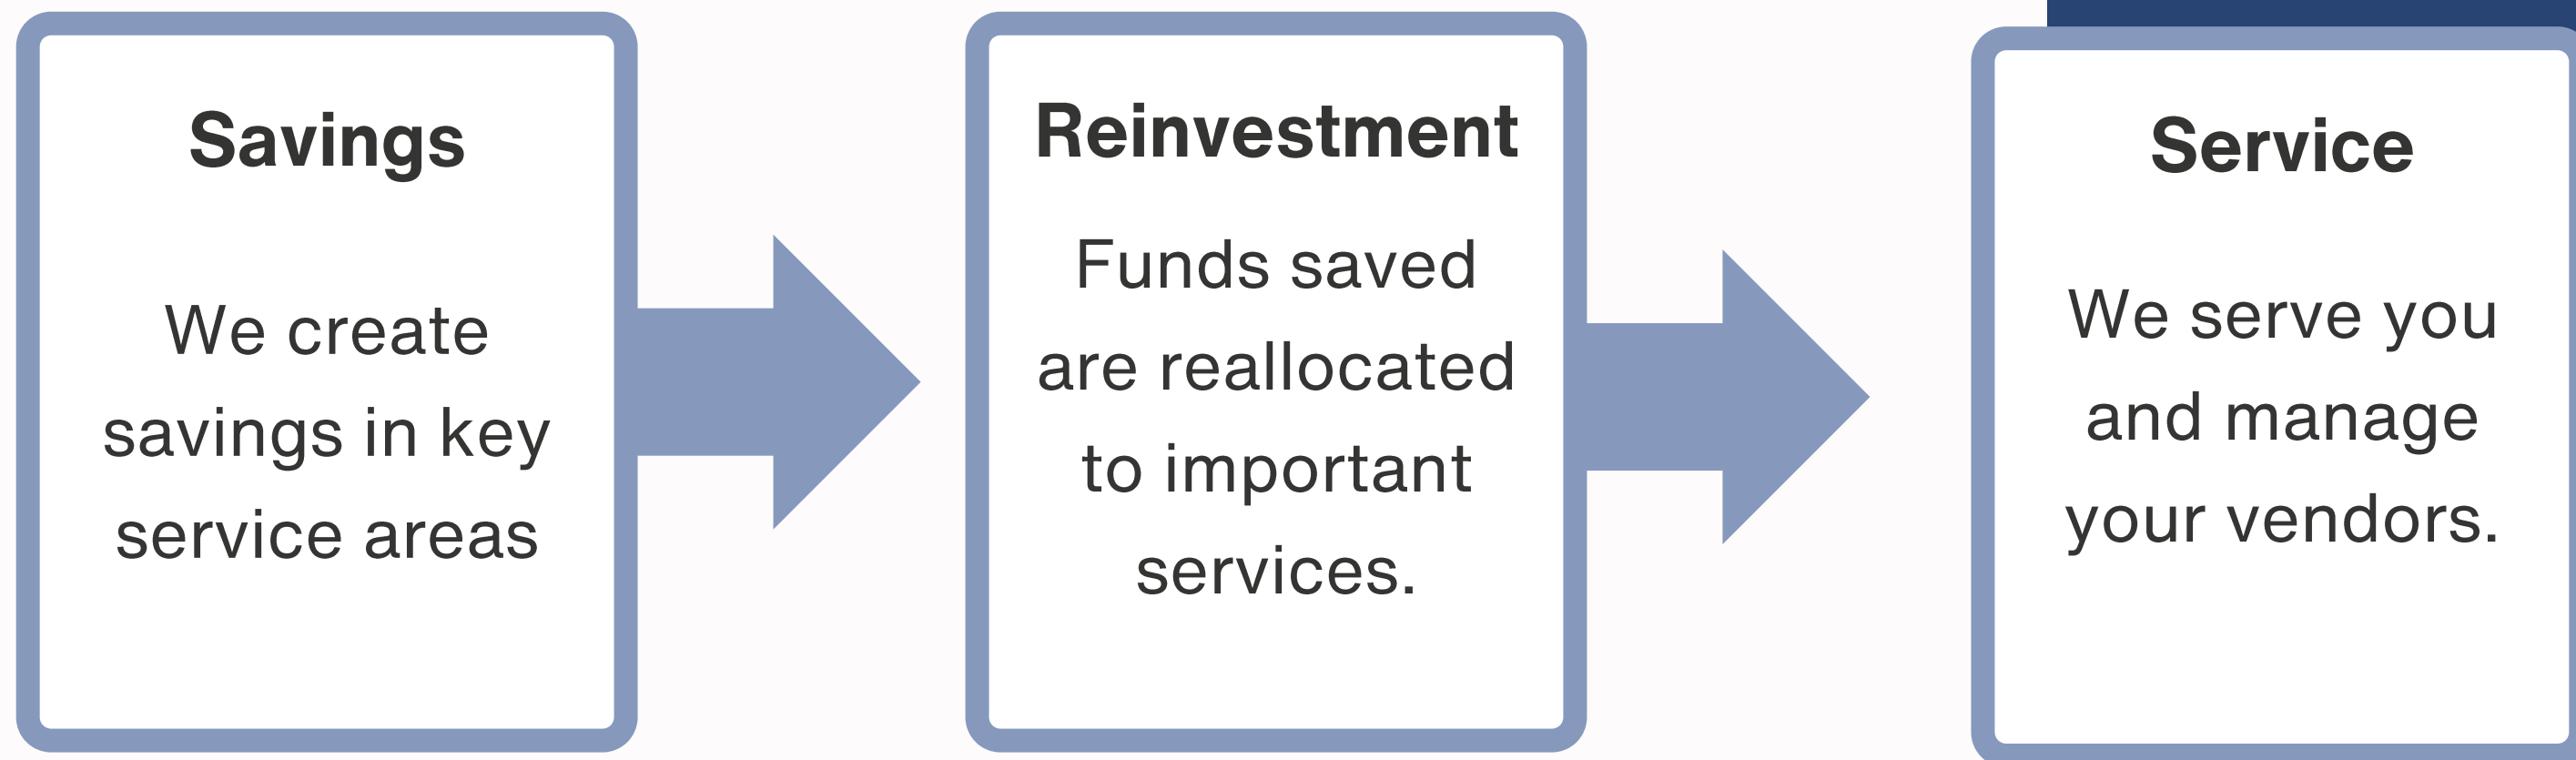 Savings
We create
savings in key
service areas
Reinvestment
Funds saved
are reallocated
to important
services.
Service
We serve you
and manage
your vendors.